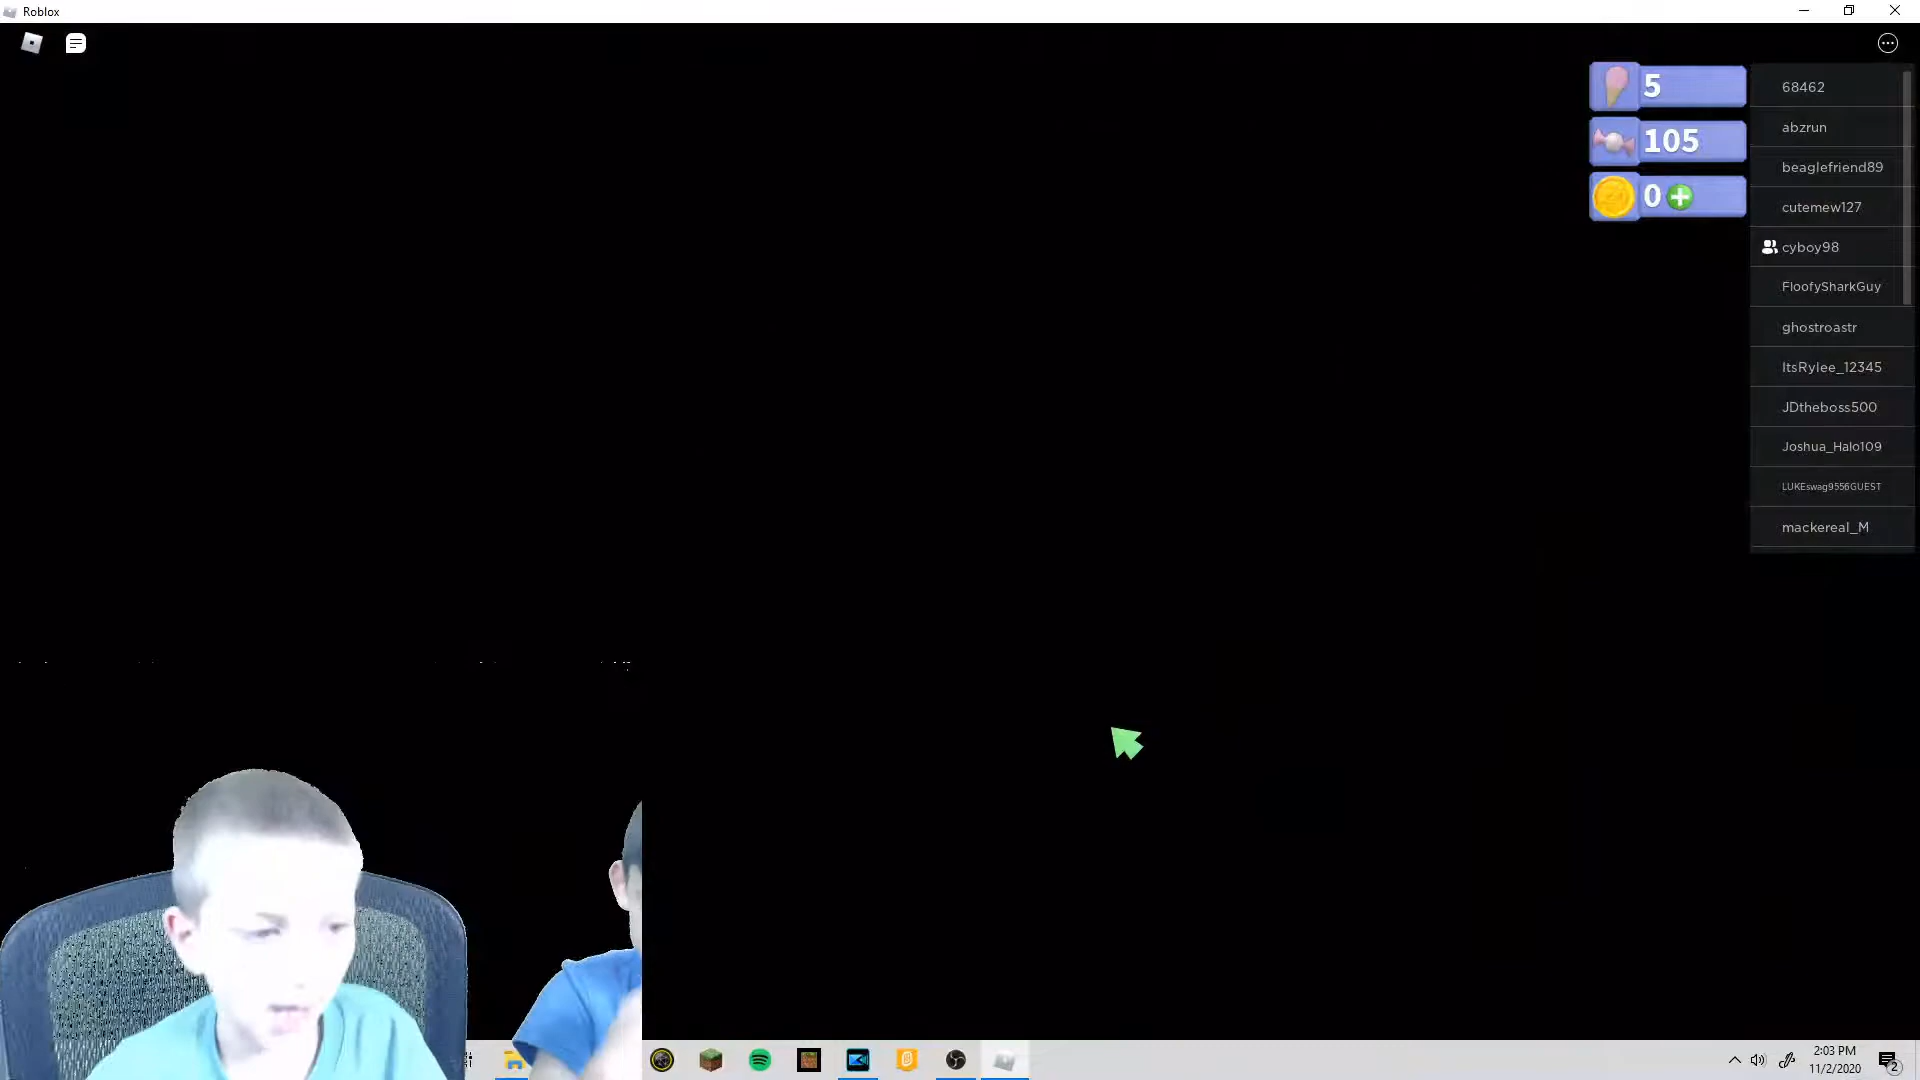 Roblox
5
105
0
68462
abzrun
beaglefriend89
cutemew127
cyboy98
FloofySharkGuy
ghostroastr
ItsRylee_12345
JDtheboss500
Joshua_Halo109
LUKEswag9556GUEST
mackereal_M
2:03 PM
11/2/2020
2